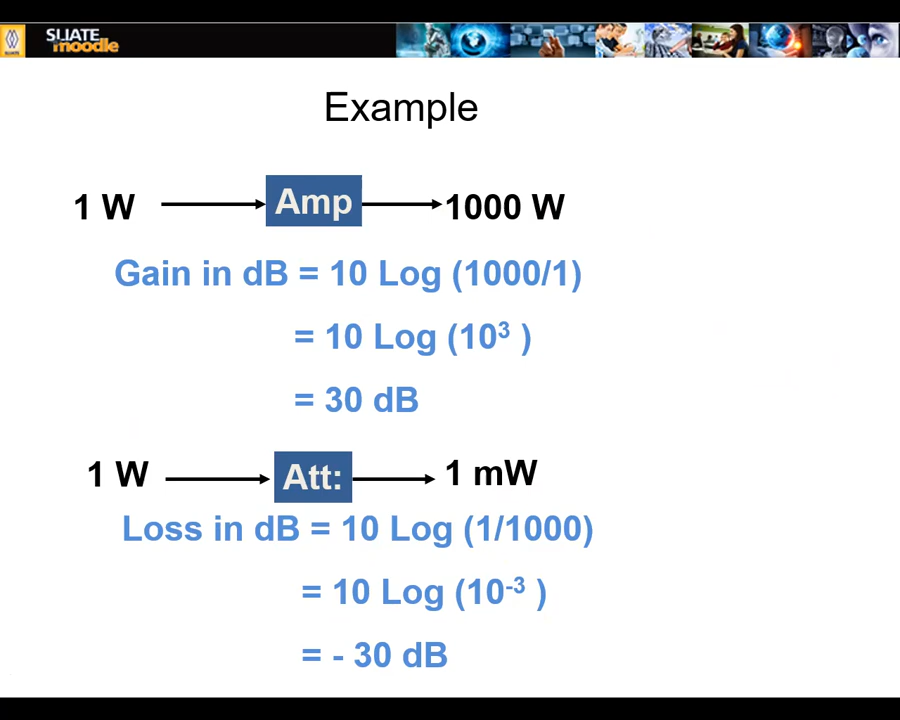 SLIATE
moodle
Example
1 W Amp 1000 W
Gain in dB = 10 Log (1000/1)
= 10 Log (10³ )
= 30 dB
1 W Att: 1 mW
Loss in dB = 10 Log (1/1000)
= 10 Log (10⁻³ )
= - 30 dB